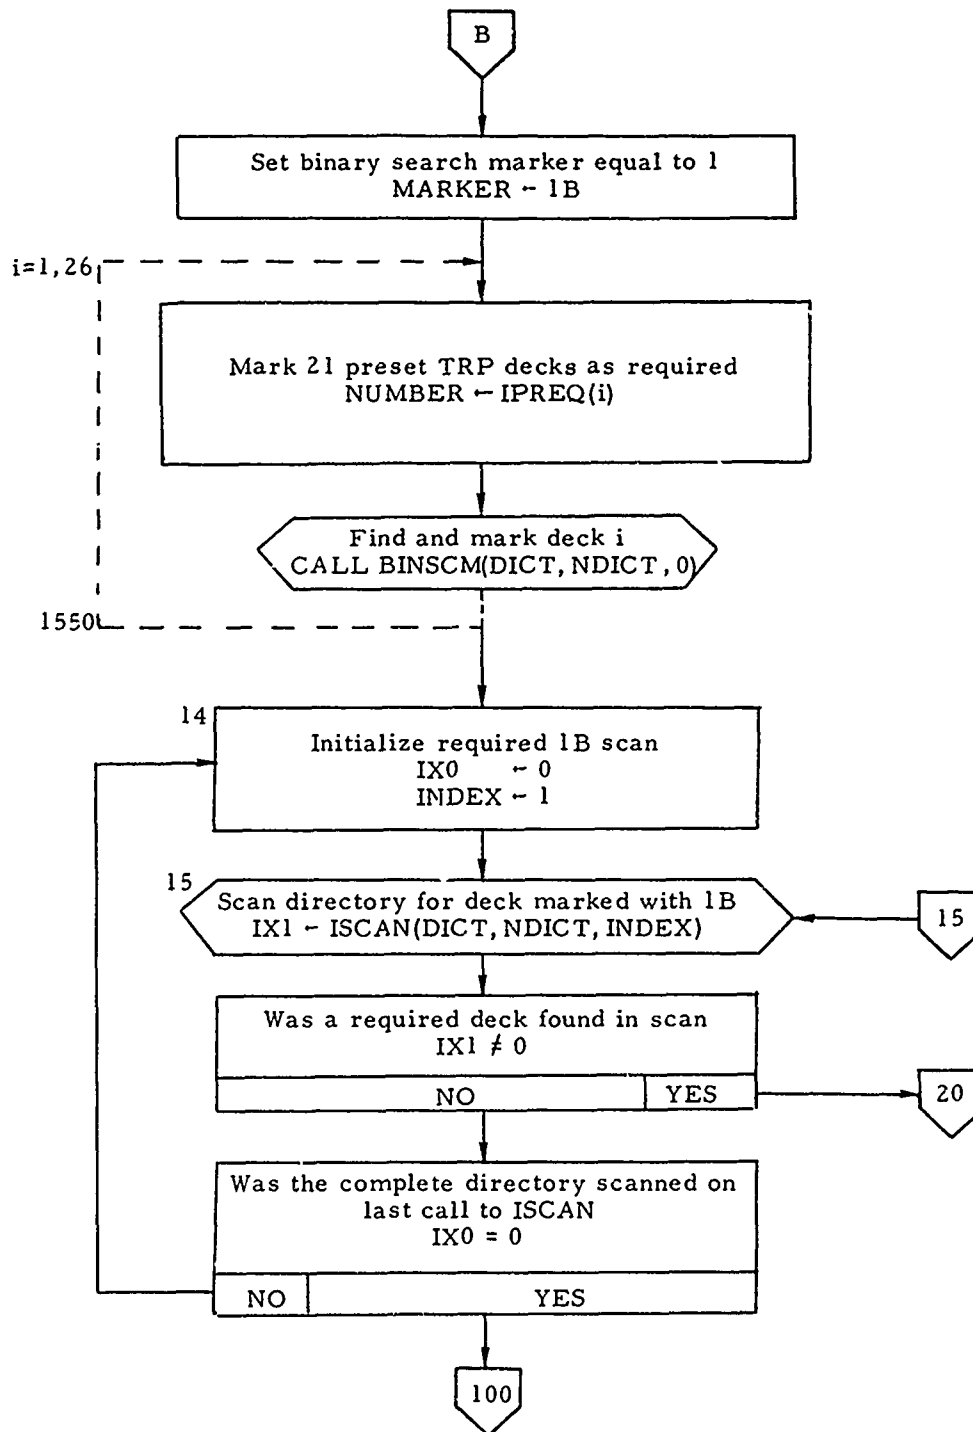 B
Set binary search marker equal to 1
MARKER ← 1B
i=1,26
Mark 21 preset TRP decks as required
NUMBER ← IPREQ(i)
Find and mark deck i
CALL BINSCM(DICT, NDICT, 0)
1550
14
Initialize required 1B scan
IX0 ← 0
INDEX ← 1
15
Scan directory for deck marked with 1B
IX1 ← ISCAN(DICT, NDICT, INDEX)
15
Was a required deck found in scan
IX1 ≠ 0
NO
YES
20
Was the complete directory scanned on
last call to ISCAN
IX0 = 0
NO
YES
100